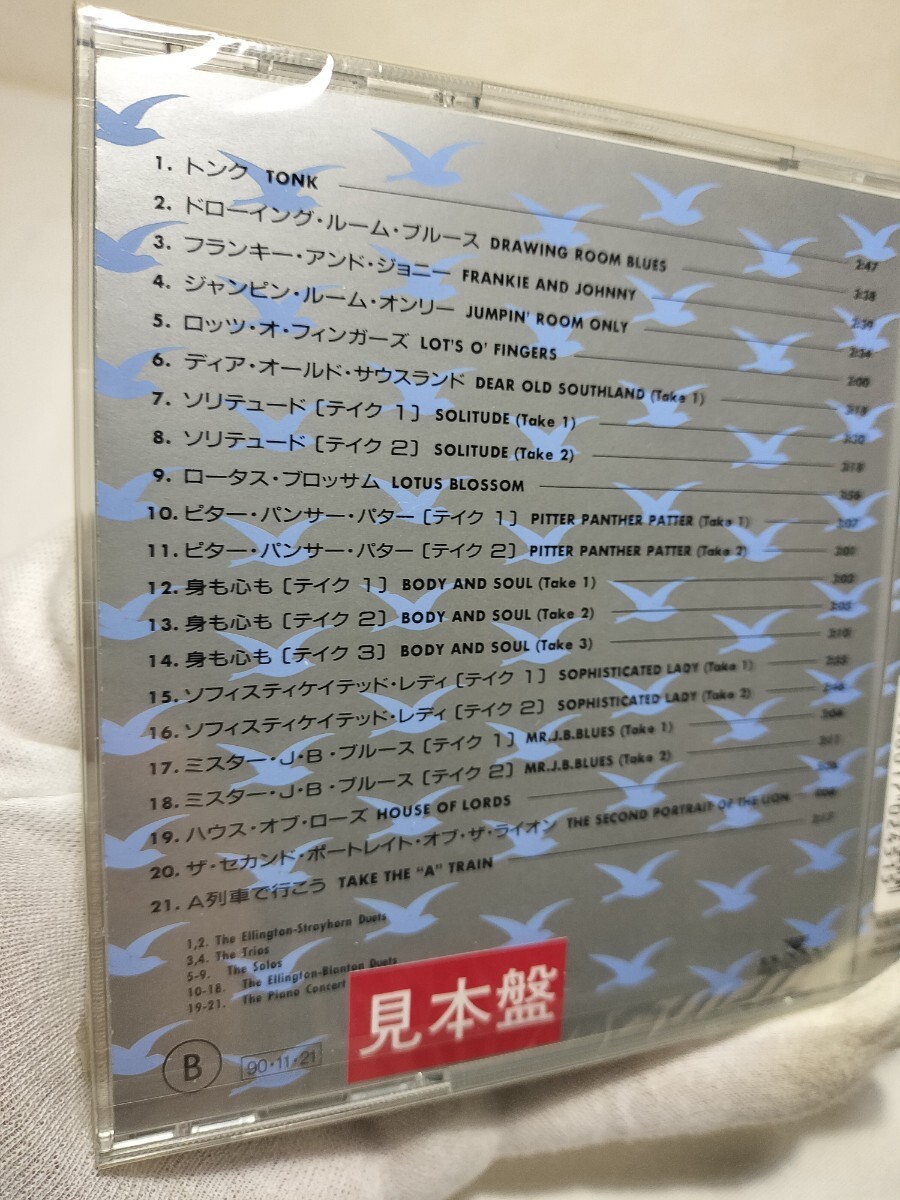 1. トンク TONK 2:47
2. ドローイング・ルーム・ブルース DRAWING ROOM BLUES
3. フランキー・アンド・ジョニー FRANKIE AND JOHNNY
4. ジャンピン・ルーム・オンリー JUMPIN' ROOM ONLY
5. ロッツ・オ・フィンガーズ LOT'S O' FINGERS
6. ディア・オールド・サウスランド DEAR OLD SOUTHLAND (Take 1)
7. ソリテュード〔テイク 1〕 SOLITUDE (Take 1)
8. ソリテュード〔テイク 2〕 SOLITUDE (Take 2)
9. ロータス・ブロッサム LOTUS BLOSSOM
10. ピター・パンサー・パター〔テイク 1〕 PITTER PANTHER PATTER (Take 1)
11. ピター・パンサー・パター〔テイク 2〕 PITTER PANTHER PATTER (Take 2)
12. 身も心も〔テイク 1〕 BODY AND SOUL (Take 1)
13. 身も心も〔テイク 2〕 BODY AND SOUL (Take 2)
14. 身も心も〔テイク 3〕 BODY AND SOUL (Take 3)
15. ソフィスティケイテッド・レディ〔テイク 1〕 SOPHISTICATED LADY (Take 1)
16. ソフィスティケイテッド・レディ〔テイク 2〕 SOPHISTICATED LADY (Take 2)
17. ミスター・J・B・ブルース〔テイク 1〕 MR.J.B.BLUES (Take 1)
18. ミスター・J・B・ブルース〔テイク 2〕 MR.J.B.BLUES (Take 2)
19. ハウス・オブ・ローズ HOUSE OF LORDS
20. ザ・セカンド・ポートレイト・オブ・ザ・ライオン THE SECOND PORTRAIT OF THE LION
21. A列車で行こう TAKE THE "A" TRAIN
1,2. The Ellington-Strayhorn Duets
3,4. The Trios
5-9. The Solos
10-18. The Ellington-Blanton Duets
19-21. The Piano Concert
見本盤
B 90・11・21